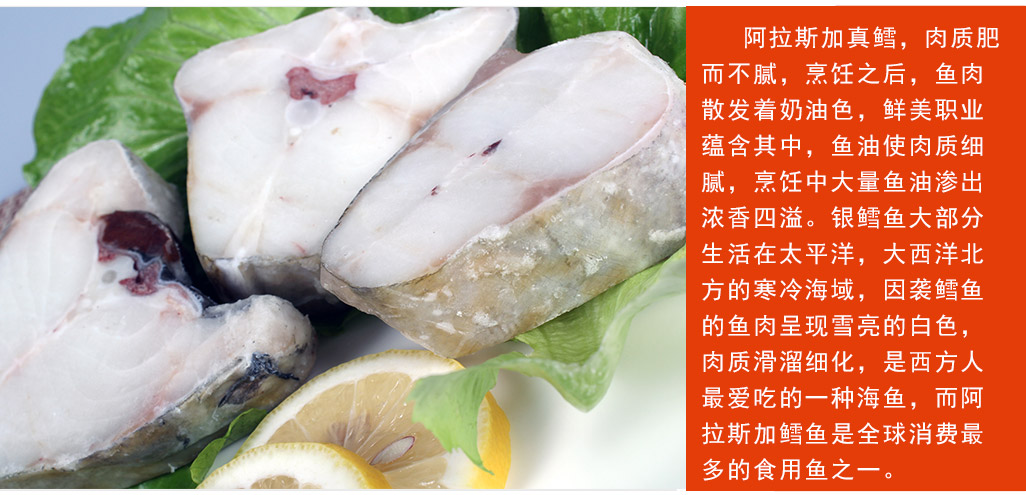 阿拉斯加真鳕，肉质肥
而不腻，烹饪之后，鱼肉
散发着奶油色，鲜美职业
蕴含其中，鱼油使肉质细
腻，烹饪中大量鱼油渗出
浓香四溢。银鳕鱼大部分
生活在太平洋，大西洋北
方的寒冷海域，因袭鳕鱼
的鱼肉呈现雪亮的白色，
肉质滑溜细化，是西方人
最爱吃的一种海鱼，而阿
拉斯加鳕鱼是全球消费最
多的食用鱼之一。